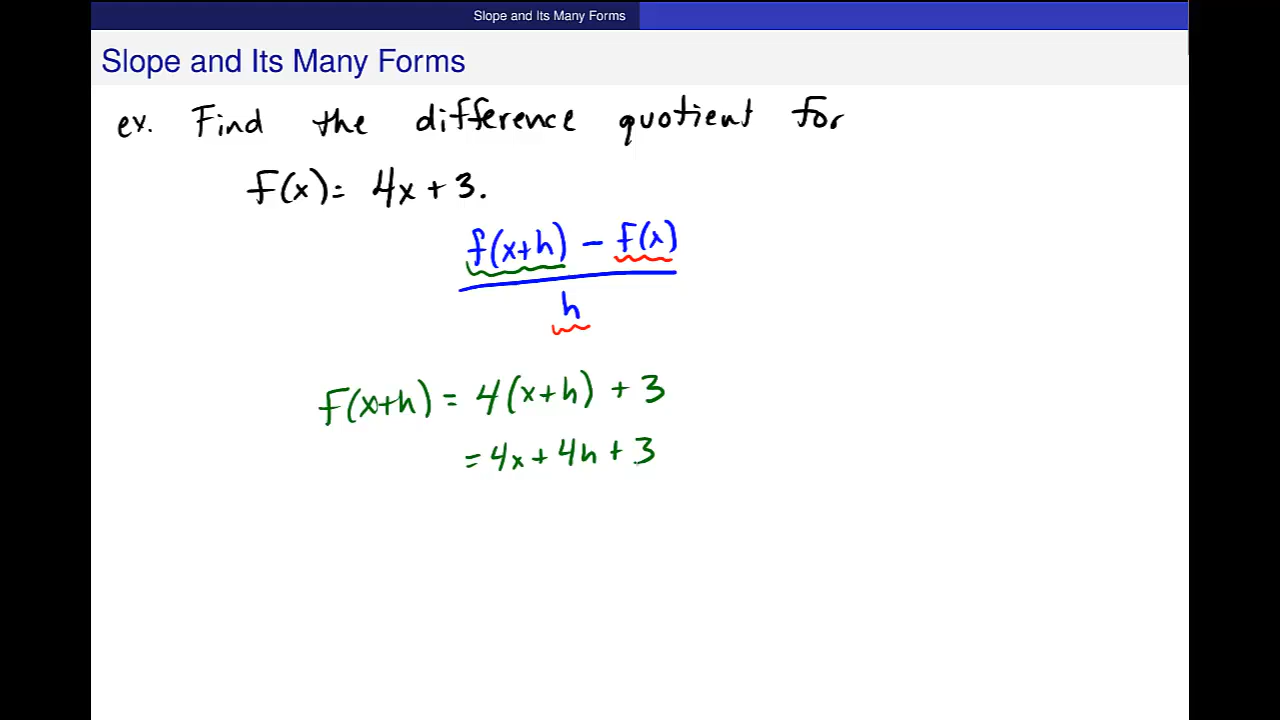 Slope and Its Many Forms
Slope and Its Many Forms
ex. Find the difference quotient for
f(x) = 4x + 3.
f(x+h) − f(x)
h
f(x+h) = 4(x+h) + 3
= 4x + 4h + 3